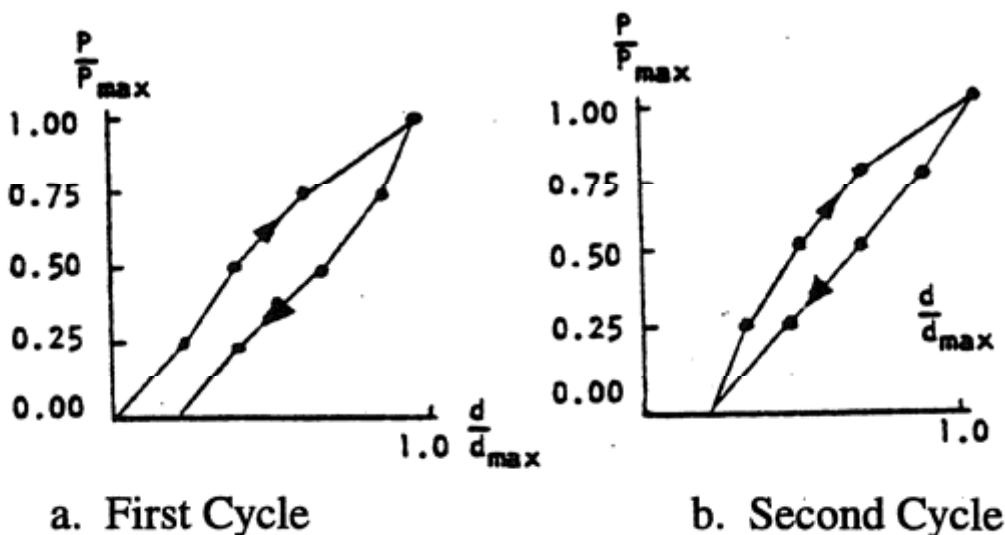 P
P max
1.00
0.75
0.50
0.25
0.00
1.0
d
d max
a. First Cycle
P
P max
1.00
0.75
0.50
0.25
0.00
d
d max
1.0
b. Second Cycle